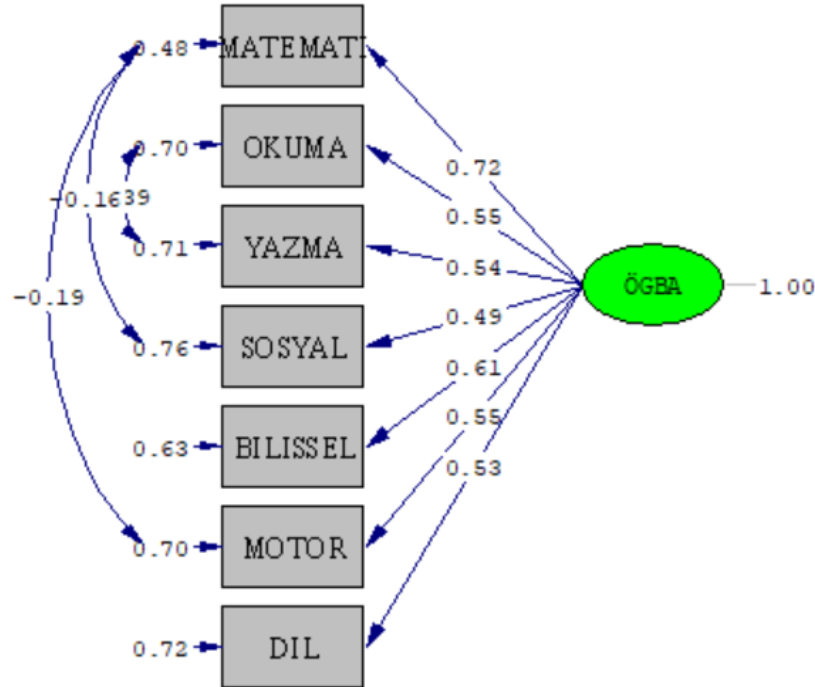 0.48 MATEMATI
0.70 OKUMA 0.72
-0.16 39 0.55
0.71 YAZMA 0.54
ÖGBA 1.00
-0.19 0.49
0.76 SOSYAL
0.61
0.55
0.63 BILISSEL
0.53
0.70 MOTOR
0.72 DIL